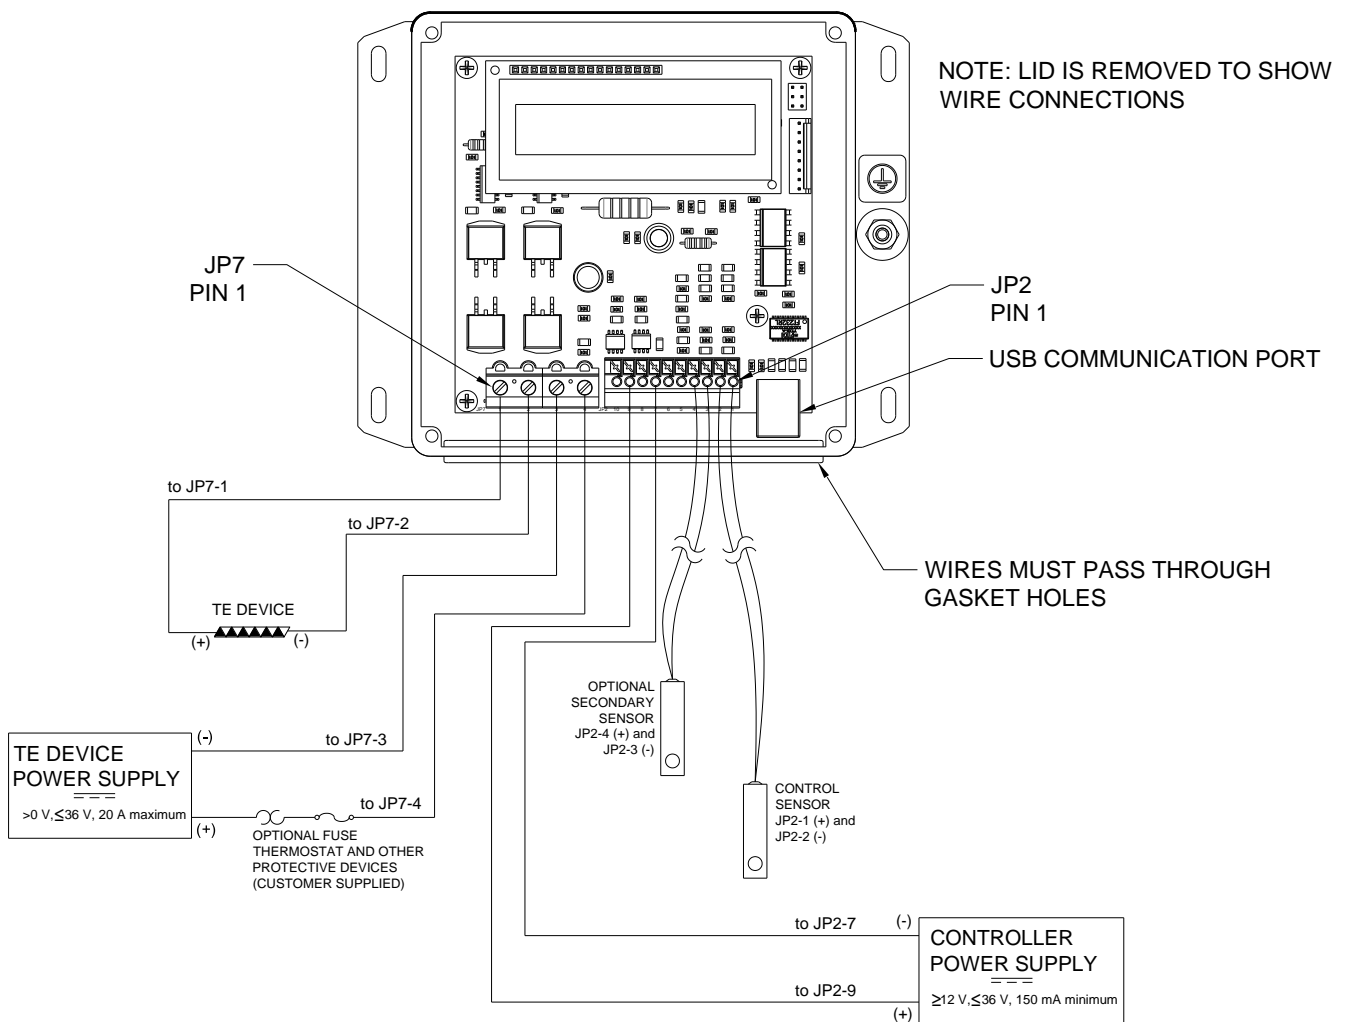 NOTE: LID IS REMOVED TO SHOW
WIRE CONNECTIONS
JP7
PIN 1
JP2
PIN 1
USB COMMUNICATION PORT
to JP7-1
to JP7-2
WIRES MUST PASS THROUGH
GASKET HOLES
TE DEVICE
(+)
(-)
OPTIONAL
SECONDARY
SENSOR
JP2-4 (+) and
JP2-3 (-)
TE DEVICE
POWER SUPPLY
>0 V,≤36 V, 20 A maximum
(-)
to JP7-3
(+)
to JP7-4
OPTIONAL FUSE
THERMOSTAT AND OTHER
PROTECTIVE DEVICES
(CUSTOMER SUPPLIED)
CONTROL
SENSOR
JP2-1 (+) and
JP2-2 (-)
to JP2-7
(-)
to JP2-9
(+)
CONTROLLER
POWER SUPPLY
≥12 V,≤36 V, 150 mA minimum